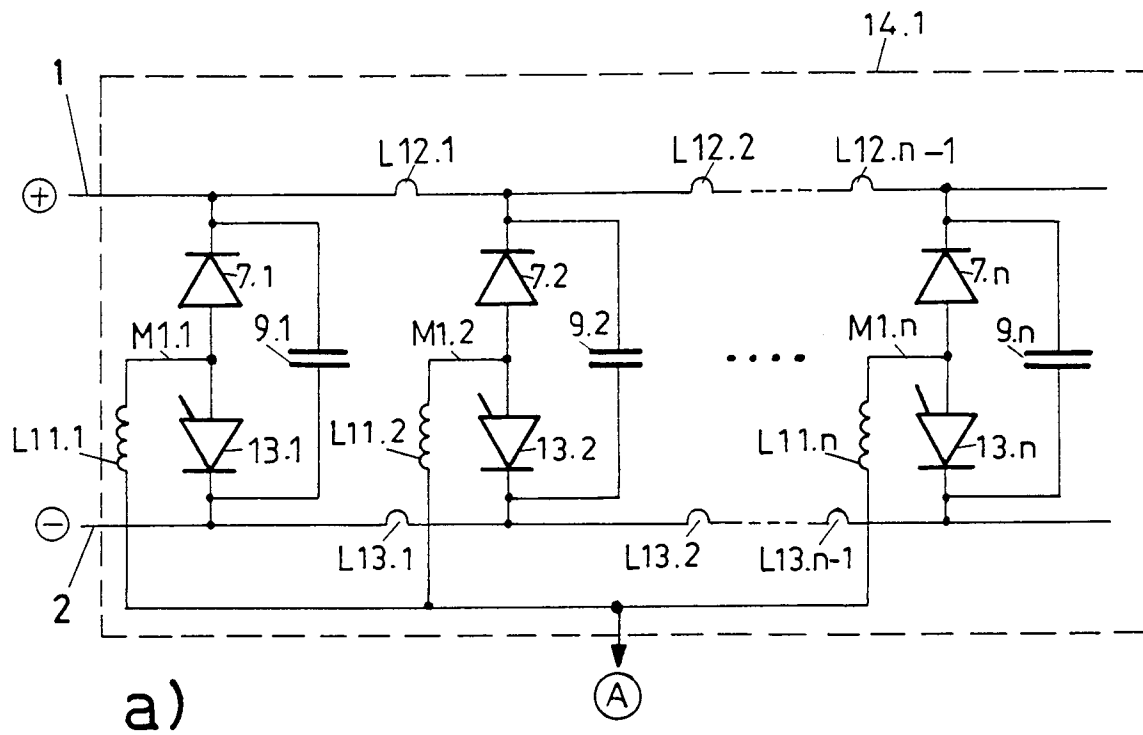 14.1
1
L12.1
L12.2
L12.n-1
+
7.1
7.2
7.n
M1.1
9.1
M1.2
9.2
M1.n
9.n
L11.1
13.1
L11.2
13.2
L11.n
13.n
−
2
L13.1
L13.2
L13.n-1
A
a)